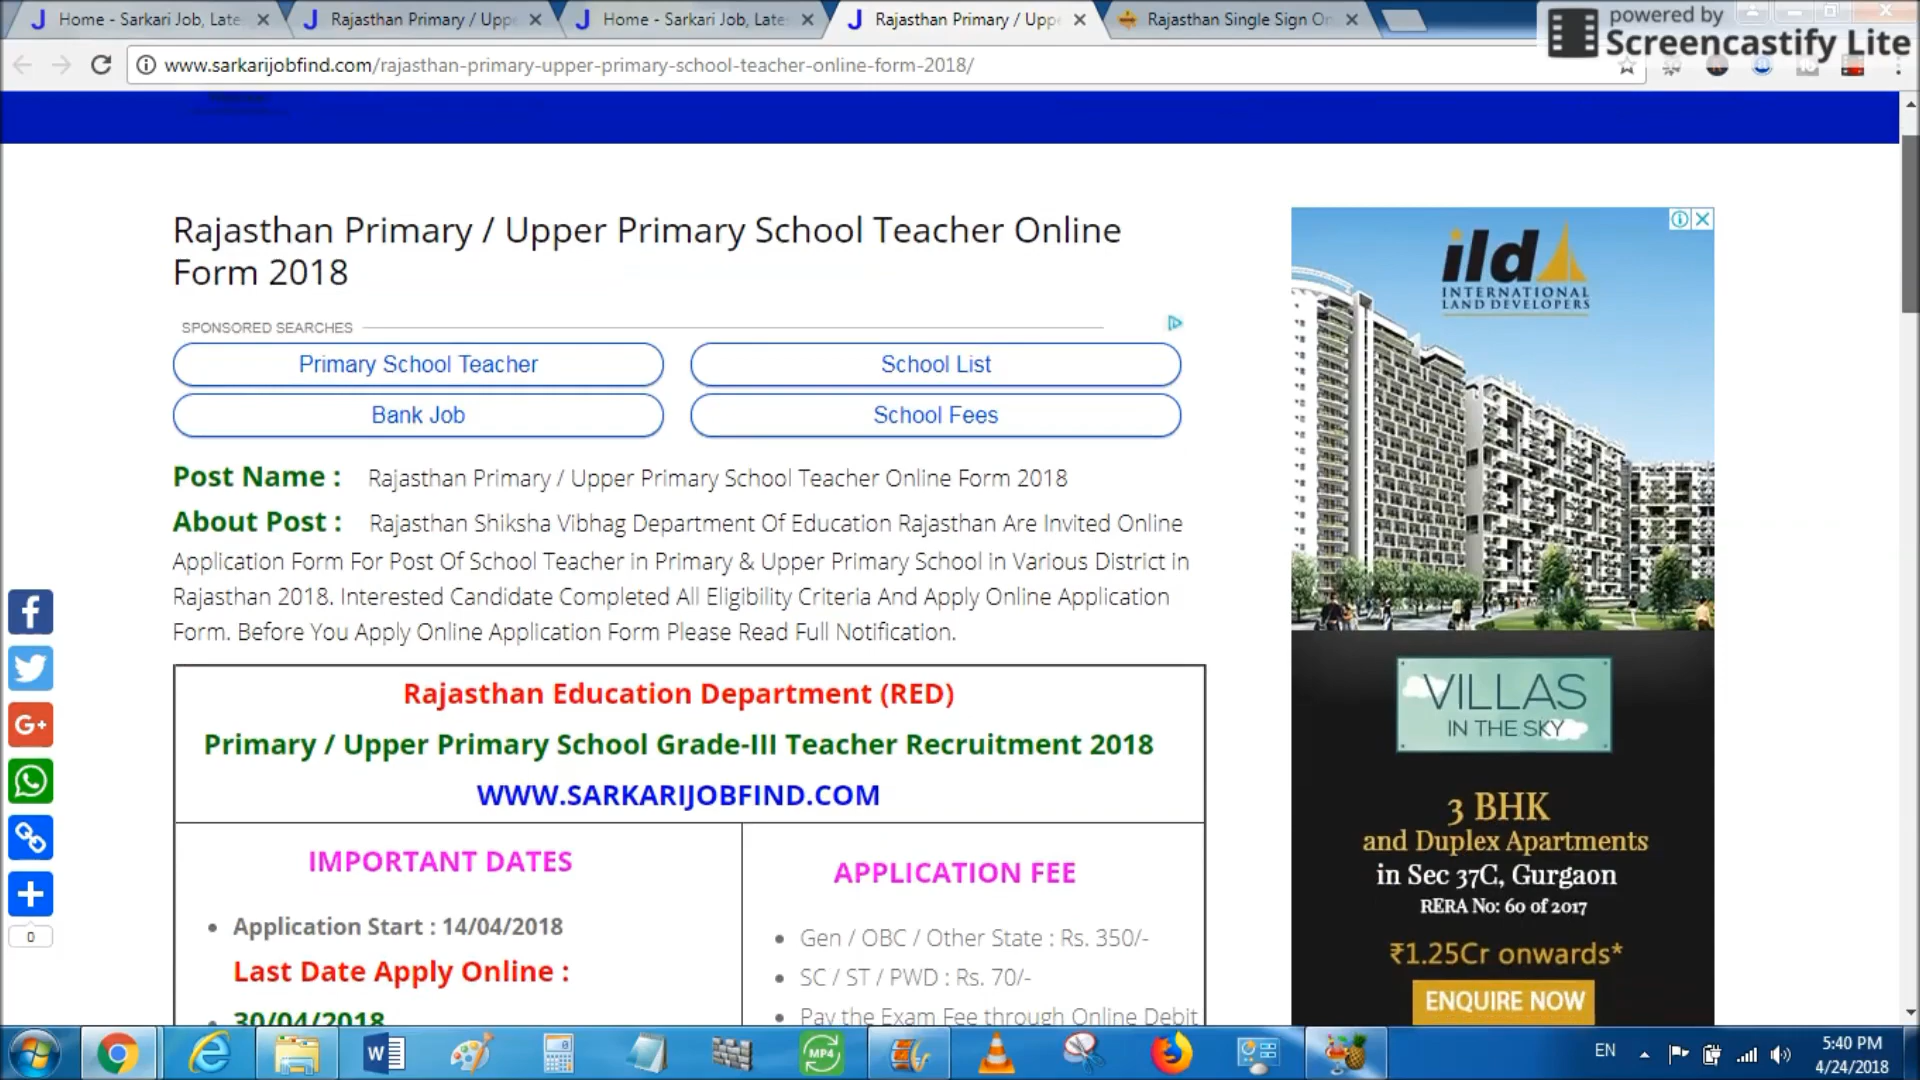 Home - Sarkari Job, Late
Rajasthan Primary / Uppe
Home - Sarkari Job, Late
Rajasthan Primary / Uppe
Rajasthan Single Sign On
powered by
Screencastify Lite
www.sarkarijobfind.com/rajasthan-primary-upper-primary-school-teacher-online-form-2018/
Rajasthan Primary / Upper Primary School Teacher Online
Form 2018
SPONSORED SEARCHES
Primary School Teacher
School List
Bank Job
School Fees
Post Name : Rajasthan Primary / Upper Primary School Teacher Online Form 2018
About Post : Rajasthan Shiksha Vibhag Department Of Education Rajasthan Are Invited Online
Application Form For Post Of School Teacher in Primary & Upper Primary School in Various District in
Rajasthan 2018. Interested Candidate Completed All Eligibility Criteria And Apply Online Application
Form. Before You Apply Online Application Form Please Read Full Notification.
Rajasthan Education Department (RED)
Primary / Upper Primary School Grade-III Teacher Recruitment 2018
WWW.SARKARIJOBFIND.COM
IMPORTANT DATES
Application Start : 14/04/2018
Last Date Apply Online :
30/04/2018
APPLICATION FEE
Gen / OBC / Other State : Rs. 350/-
SC / ST / PWD : Rs. 70/-
Pay the Exam Fee through Online Debit
G+
0
ild
INTERNATIONAL
LAND DEVELOPERS
VILLAS
IN THE SKY
3 BHK
and Duplex Apartments
in Sec 37C, Gurgaon
RERA No: 60 of 2017
₹1.25Cr onwards*
ENQUIRE NOW
MP4
EN
5:40 PM
4/24/2018